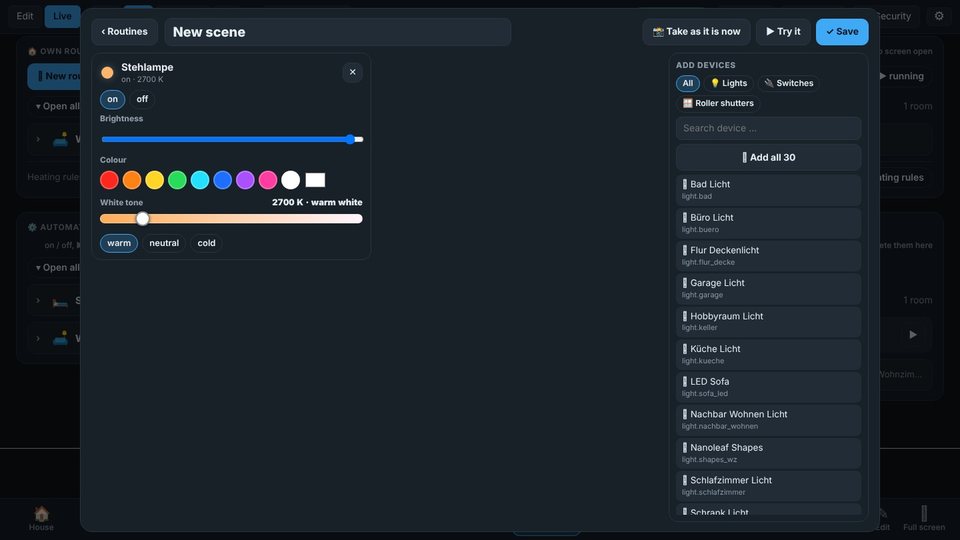 Edit
Live
Security
‹ Routines
New scene
Take as it is now
▶ Try it
✓ Save
OWN ROU
screen open
New rou
running
Open all
1 room
Heating rules
ating rules
AUTOMAT
on / off,
ete them here
Open all
1 room
Wohnzim...
Stehlampe
on · 2700 K
✕
on
off
Brightness
Colour
White tone
2700 K · warm white
warm
neutral
cold
ADD DEVICES
All
Lights
Switches
Roller shutters
Search device ...
Add all 30
Bad Licht
light.bad
Büro Licht
light.buero
Flur Deckenlicht
light.flur_decke
Garage Licht
light.garage
Hobbyraum Licht
light.keller
Küche Licht
light.kueche
LED Sofa
light.sofa_led
Nachbar Wohnen Licht
light.nachbar_wohnen
Nanoleaf Shapes
light.shapes_wz
Schlafzimmer Licht
light.schlafzimmer
Schrank Licht
House
Edit
Full screen